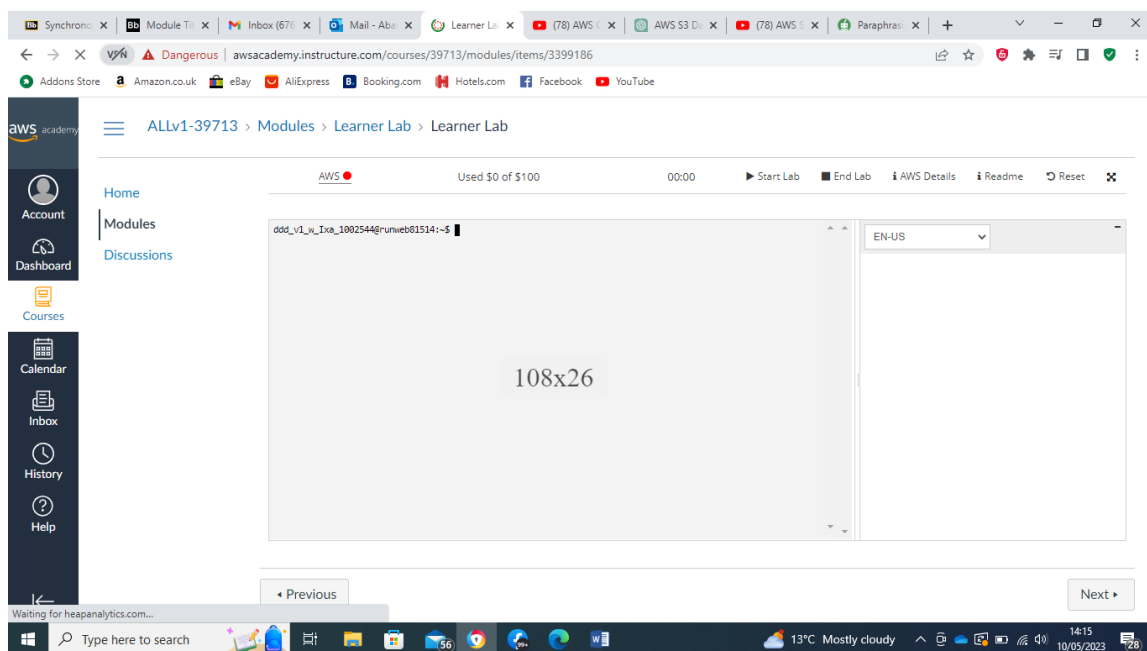 Synchrono
Module Tit
Inbox (676
Mail - Aba
Learner La
(78) AWS
AWS S3 Da
(78) AWS S
Paraphras
VPN Dangerous awsacademy.instructure.com/courses/39713/modules/items/3399186
Addons Store Amazon.co.uk eBay AliExpress Booking.com Hotels.com Facebook YouTube
aws academy
ALLv1-39713 > Modules > Learner Lab > Learner Lab
AWS Used $0 of $100 00:00 Start Lab End Lab AWS Details Readme Reset
Account
Dashboard
Courses
Calendar
Inbox
History
Help
Home
Modules
Discussions
ddd_v1_w_Ixa_1002544@runweb81514:~$
EN-US
108x26
Previous
Next
Waiting for heapanalytics.com...
Type here to search
56
99+
13°C Mostly cloudy
14:15
10/05/2023
28